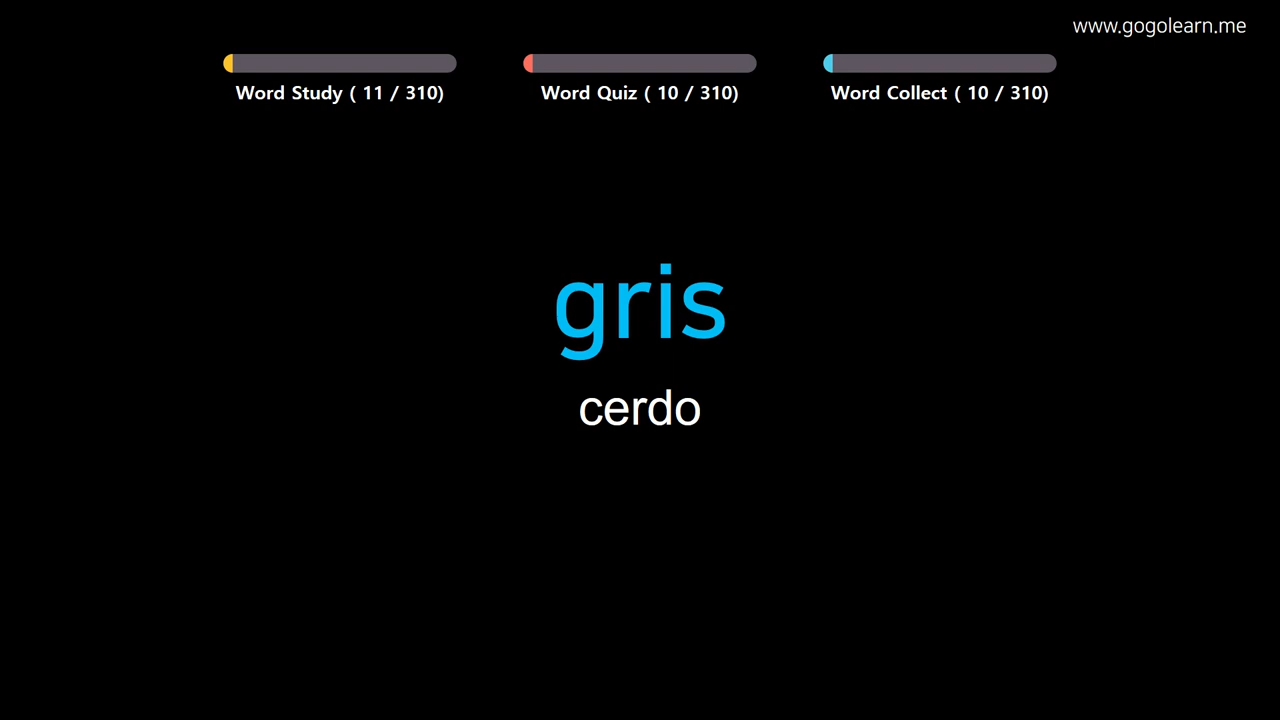 www.gogolearn.me
Word Study ( 11 / 310)
Word Quiz ( 10 / 310)
Word Collect ( 10 / 310)
gris
cerdo